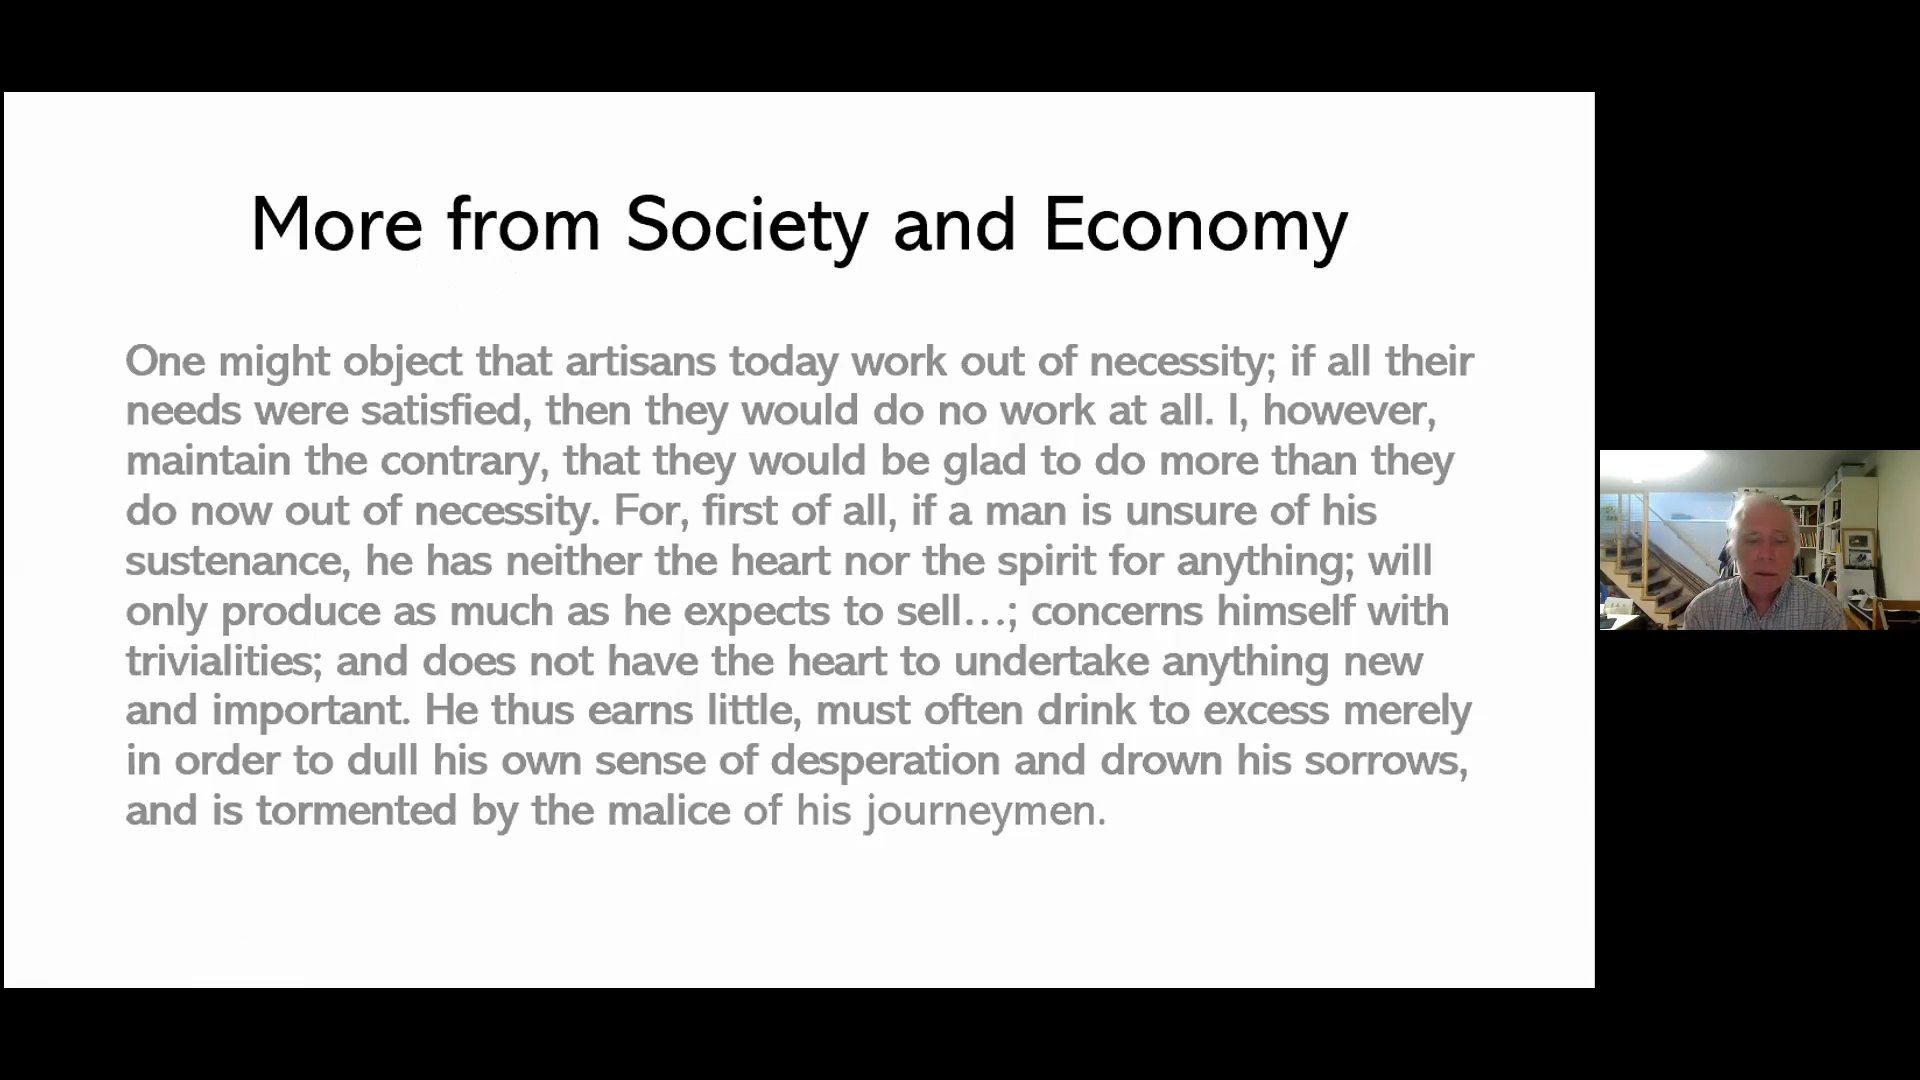 More from Society and Economy
One might object that artisans today work out of necessity; if all their
needs were satisfied, then they would do no work at all. I, however,
maintain the contrary, that they would be glad to do more than they
do now out of necessity. For, first of all, if a man is unsure of his
sustenance, he has neither the heart nor the spirit for anything; will
only produce as much as he expects to sell…; concerns himself with
trivialities; and does not have the heart to undertake anything new
and important. He thus earns little, must often drink to excess merely
in order to dull his own sense of desperation and drown his sorrows,
and is tormented by the malice of his journeymen.